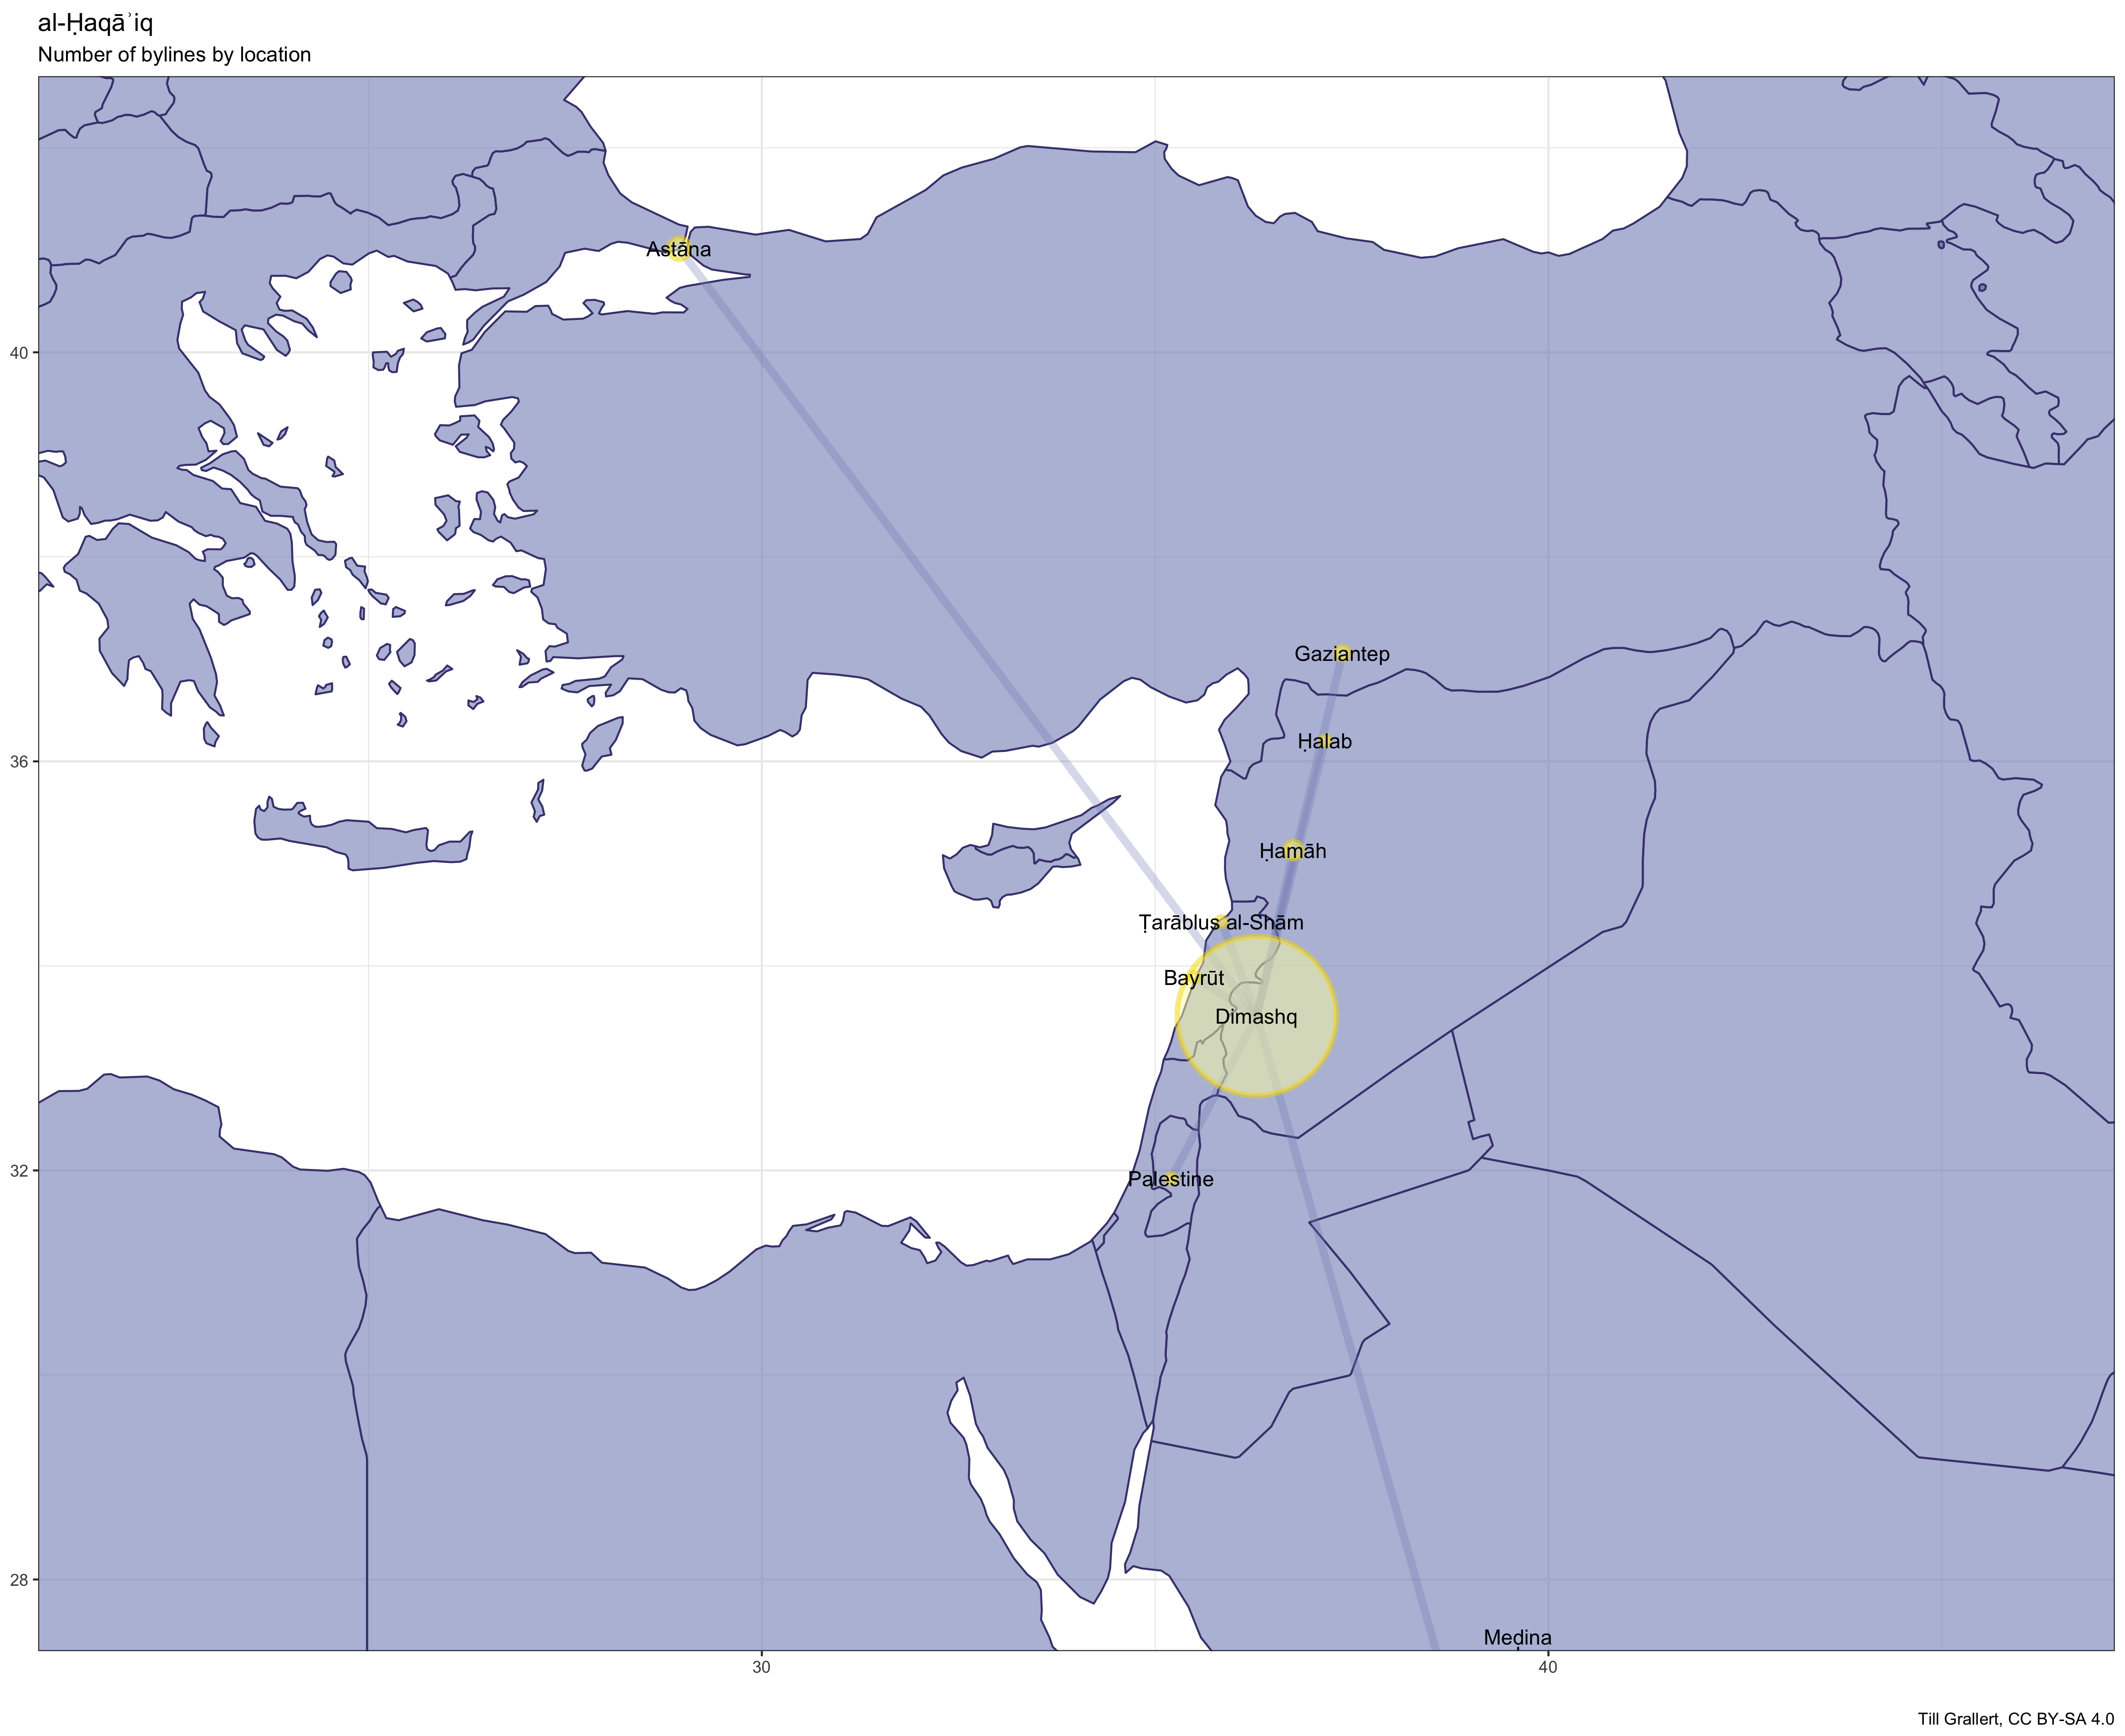 al-Ḥaqāʾiq
Number of bylines by location
Astāna
40
Gaziantep
Ḥalab
36
Ḥamāh
Ṭarāblus al-Shām
Bayrūt
Dimashq
32
Palestine
28
Medina
30
40
Till Grallert, CC BY-SA 4.0